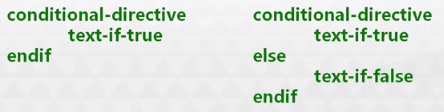 conditional-directive
text-if-true
endif
conditional-directive
text-if-true
else
text-if-false
endif